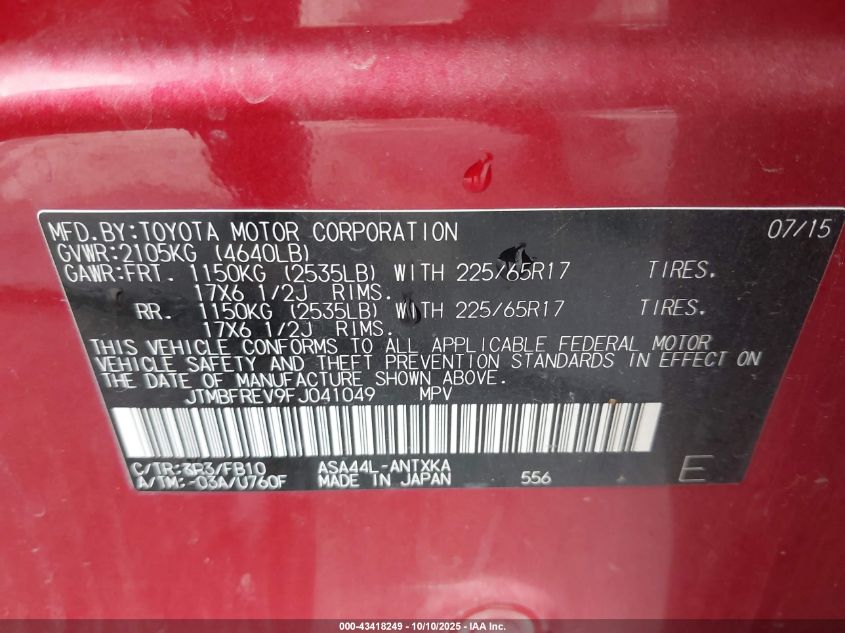 MFD.BY:TOYOTA MOTOR CORPORATION 07/15
GVWR:2105KG (4640LB)
GAWR:FRT. 1150KG (2535LB) WITH 225/65R17 TIRES.
17X6 1/2J RIMS.
RR. 1150KG (2535LB) WITH 225/65R17 TIRES.
17X6 1/2J RIMS.
THIS VEHICLE CONFORMS TO ALL APPLICABLE FEDERAL MOTOR
VEHICLE SAFETY AND THEFT PREVENTION STANDARDS IN EFFECT ON
THE DATE OF MANUFACTURE SHOWN ABOVE.
JTMBFREV9FJ041049 MPV
C/TR:3R3/FB10 ASA44L-ANTXKA
A/TM:-03A/U760F MADE IN JAPAN 556 E
000-43418249 - 10/10/2025 - IAA Inc.